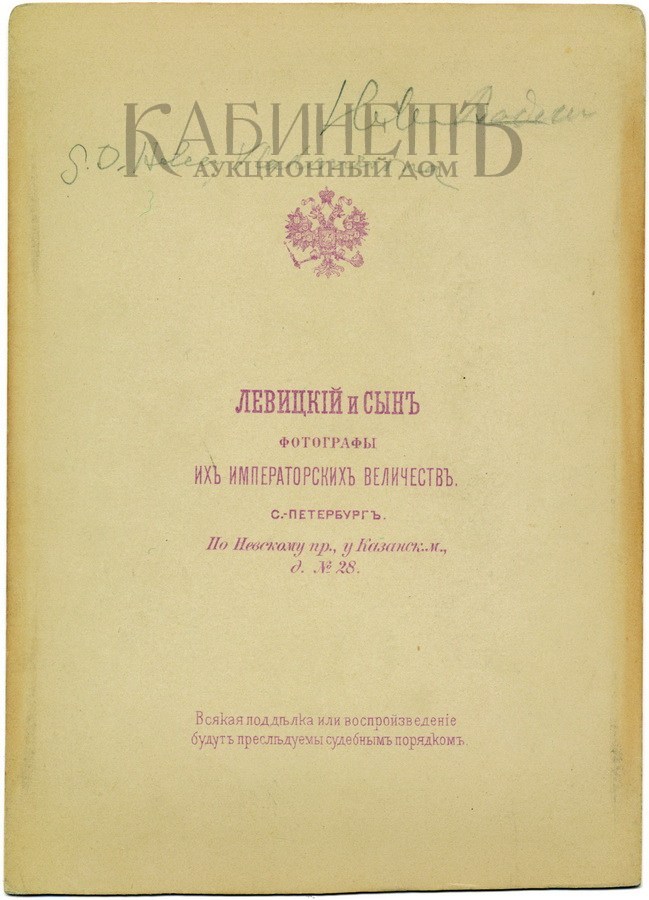 КАБИНЕТЪ
АУКЦИОННЫЙ ДОМ
ЛЕВИЦКІЙ и СЫНЪ
ФОТОГРАФЫ
ИХЪ ИМПЕРАТОРСКИХЪ ВЕЛИЧЕСТВЪ.
С.-ПЕТЕРБУРГЪ.
По Невскому пр., у Казанск.м.,
д. № 28.
Всякая поддѣлка или воспроизведеніе
будутъ преслѣдуемы судебнымъ порядкомъ.